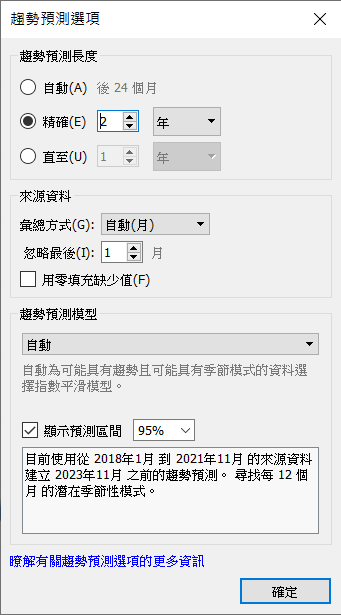 趨勢預測選項
趨勢預測長度
自動(A) 後 24 個月
精確(E) 2 年
直至(U) 1 年
來源資料
彙總方式(G): 自動(月)
忽略最後(I): 1 月
用零填充缺少值(F)
趨勢預測模型
自動
自動為可能具有趨勢且可能具有季節模式的資料選
擇指數平滑模型。
顯示預測區間 95%
目前使用從 2018年1月 到 2021年11月 的來源資料
建立 2023年11月 之前的趨勢預測。 尋找每 12 個
月 的潛在季節性模式。
瞭解有關趨勢預測選項的更多資訊
確定